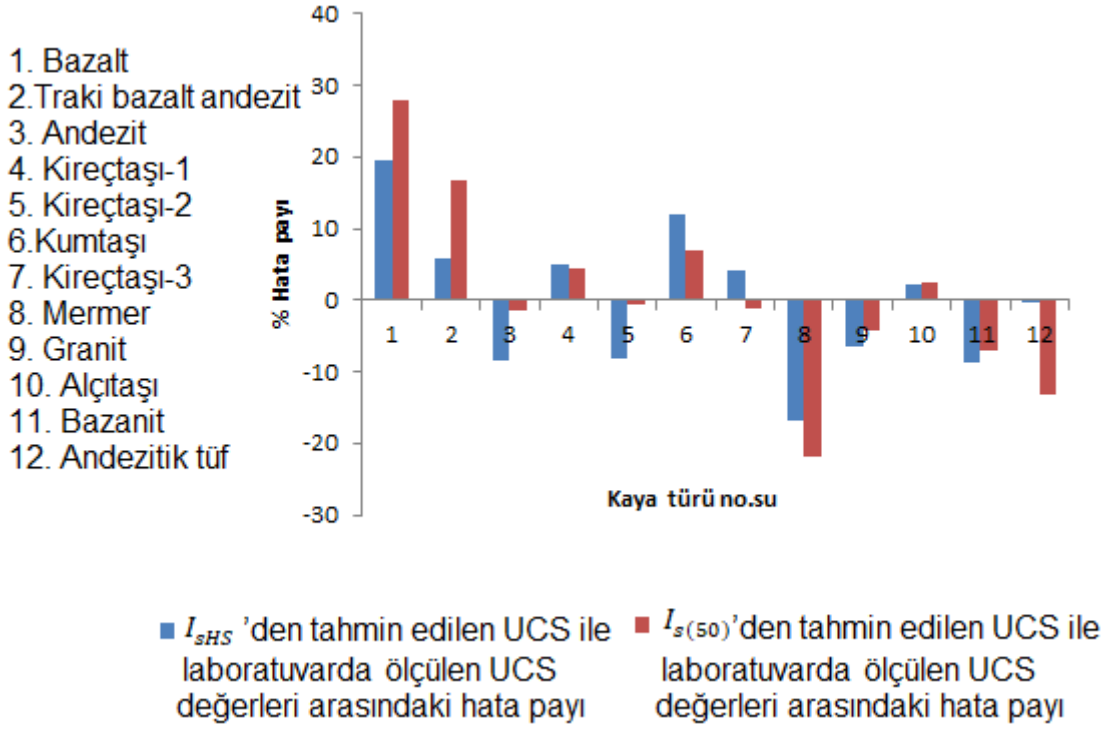 1. Bazalt
2.Traki bazalt andezit
3. Andezit
4. Kireçtaşı-1
5. Kireçtaşı-2
6.Kumtaşı
7. Kireçtaşı-3
8. Mermer
9. Granit
10. Alçıtaşı
11. Bazanit
12. Andezitik tüf
% Hata payı
40
30
20
10
0
-10
-20
-30
1 2 3 4 5 6 7 8 9 10 11 12
Kaya türü no.su
IsHS 'den tahmin edilen UCS ile
laboratuvarda ölçülen UCS
değerleri arasındaki hata payı
Is(50)'den tahmin edilen UCS ile
laboratuvarda ölçülen UCS
değerleri arasındaki hata payı